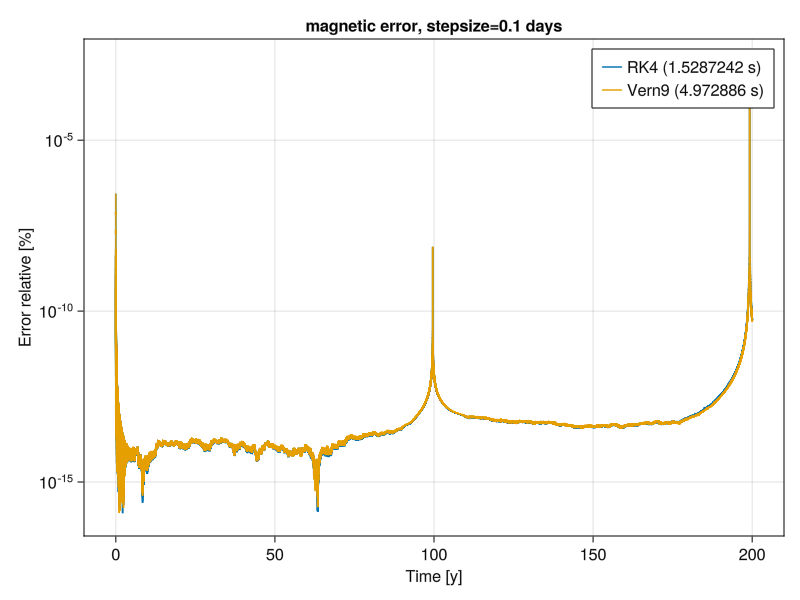 magnetic error, stepsize=0.1 days
RK4 (1.5287242 s)
Vern9 (4.972886 s)
Error relative [%]
10⁻⁵
10⁻¹⁰
10⁻¹⁵
0 50 100 150 200
Time [y]